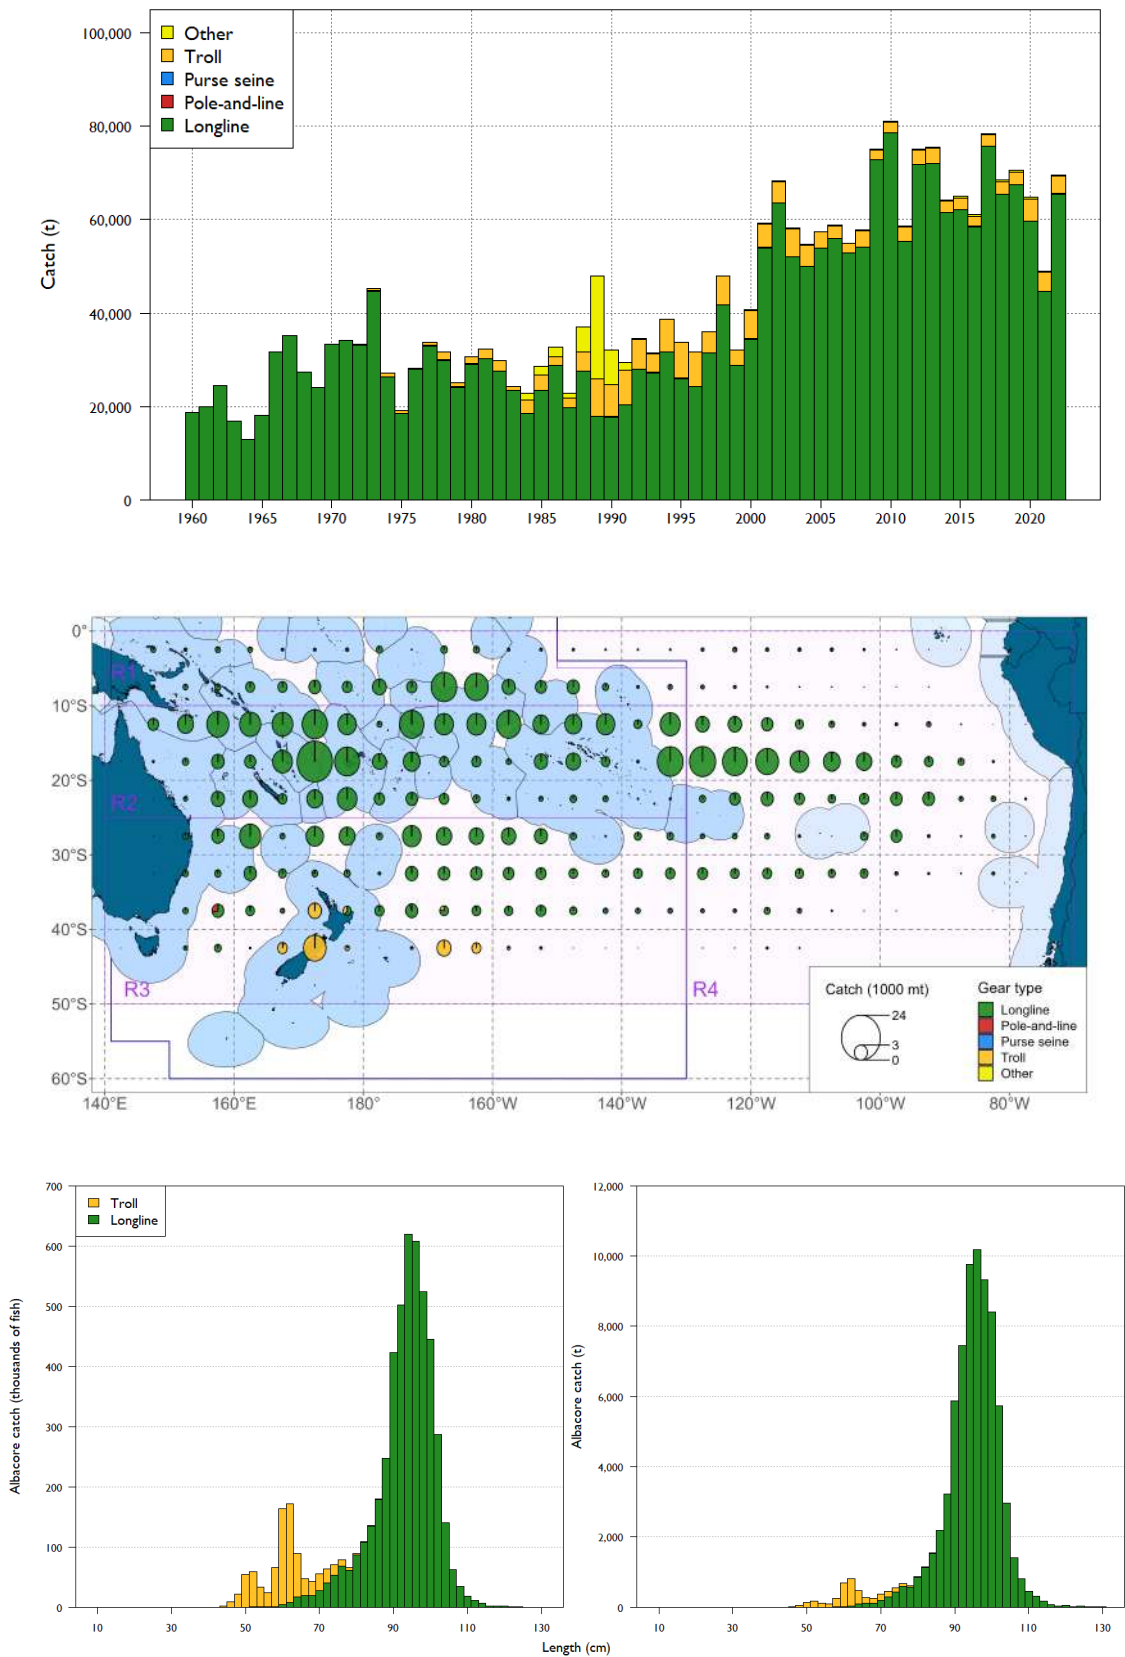 100,000
80,000
60,000
40,000
20,000
0
Catch (t)
Other
Troll
Purse seine
Pole-and-line
Longline
1960 1965 1970 1975 1980 1985 1990 1995 2000 2005 2010 2015 2020
0°
10°S
20°S
30°S
40°S
50°S
60°S
R1
R2
R3
R4
Catch (1000 mt)
24
3
0
Gear type
Longline
Pole-and-line
Purse seine
Troll
Other
140°E 160°E 180° 160°W 140°W 120°W 100°W 80°W
700
600
500
400
300
200
100
0
Albacore catch (thousands of fish)
Troll
Longline
10 30 50 70 90 110 130
12,000
10,000
8,000
6,000
4,000
2,000
0
Albacore catch (t)
10 30 50 70 90 110 130
Length (cm)